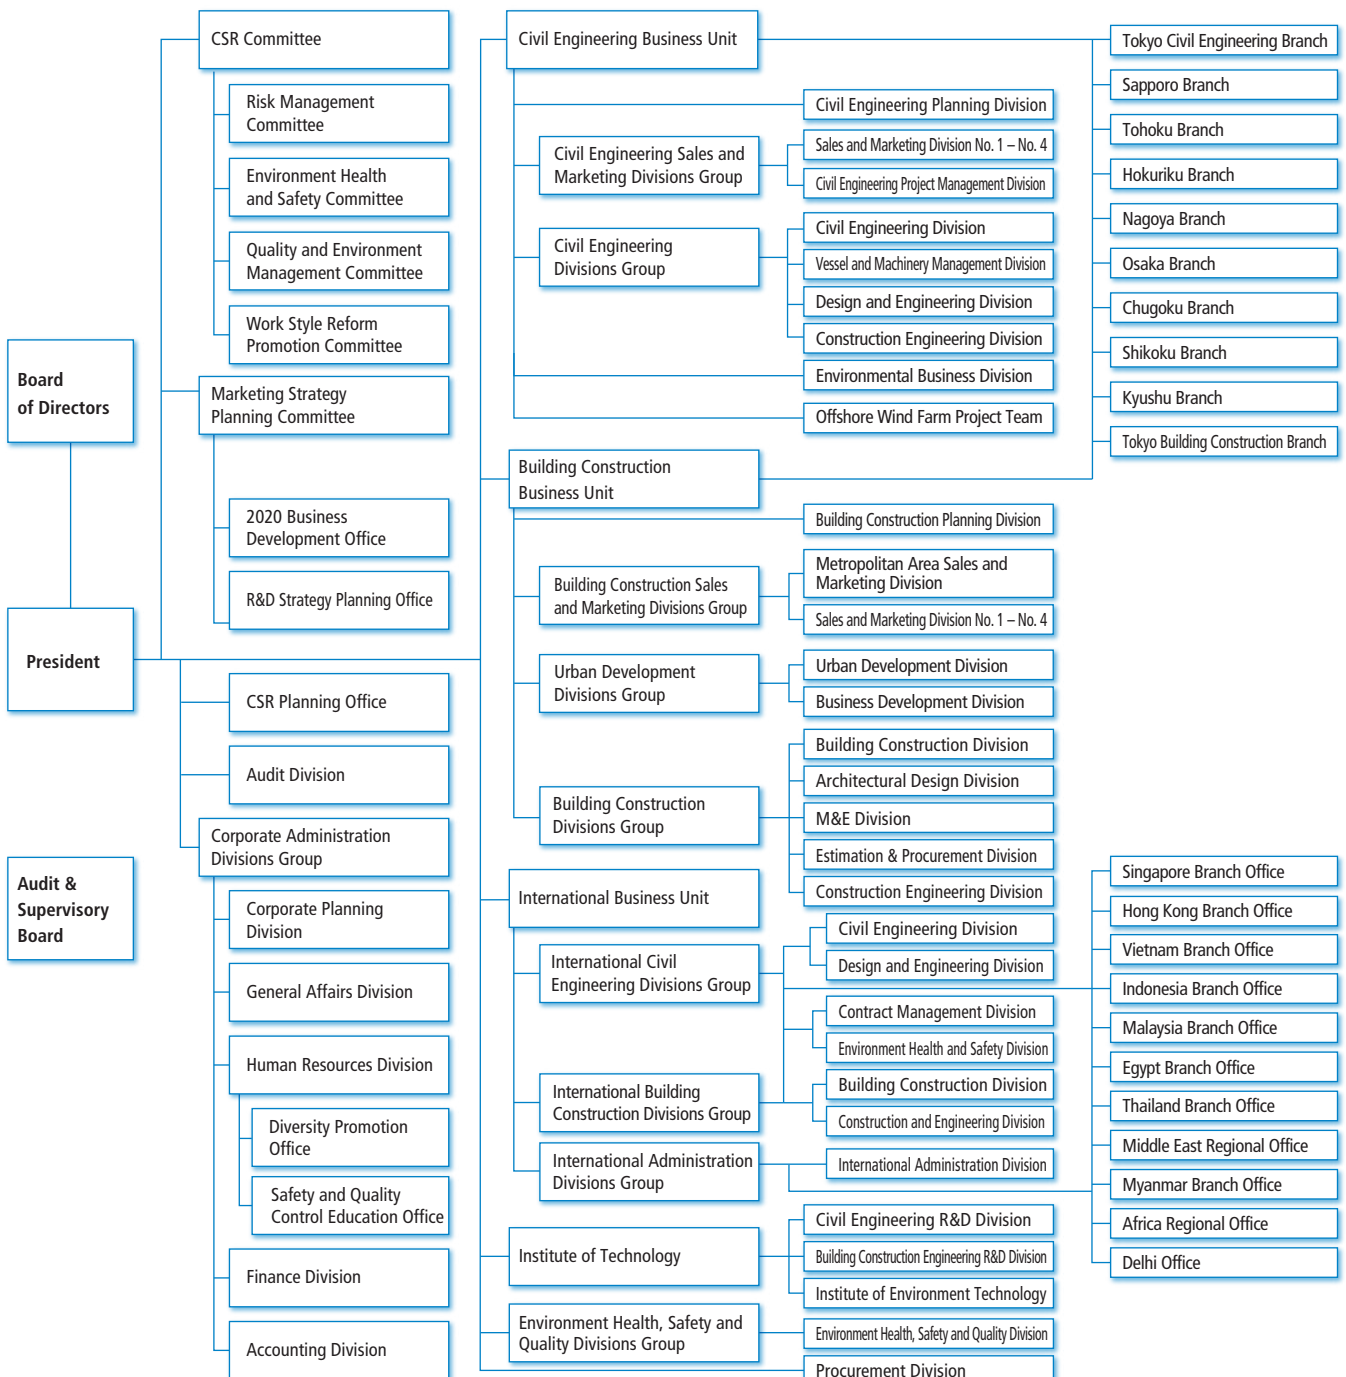 Board
of Directors
President
Audit &
Supervisory
Board
CSR Committee
Risk Management
Committee
Environment Health
and Safety Committee
Quality and Environment
Management Committee
Work Style Reform
Promotion Committee
Marketing Strategy
Planning Committee
2020 Business
Development Office
R&D Strategy Planning Office
CSR Planning Office
Audit Division
Corporate Administration
Divisions Group
Corporate Planning
Division
General Affairs Division
Human Resources Division
Diversity Promotion
Office
Safety and Quality
Control Education Office
Finance Division
Accounting Division
Civil Engineering Business Unit
Civil Engineering Planning Division
Civil Engineering Sales and
Marketing Divisions Group
Sales and Marketing Division No. 1 – No. 4
Civil Engineering Project Management Division
Civil Engineering
Divisions Group
Civil Engineering Division
Vessel and Machinery Management Division
Design and Engineering Division
Construction Engineering Division
Environmental Business Division
Offshore Wind Farm Project Team
Building Construction
Business Unit
Building Construction Planning Division
Building Construction Sales
and Marketing Divisions Group
Metropolitan Area Sales and
Marketing Division
Sales and Marketing Division No. 1 – No. 4
Urban Development
Divisions Group
Urban Development Division
Business Development Division
Building Construction
Divisions Group
Building Construction Division
Architectural Design Division
M&E Division
Estimation & Procurement Division
Construction Engineering Division
International Business Unit
International Civil
Engineering Divisions Group
Civil Engineering Division
Design and Engineering Division
Contract Management Division
Environment Health and Safety Division
International Building
Construction Divisions Group
Building Construction Division
Construction and Engineering Division
International Administration
Divisions Group
International Administration Division
Institute of Technology
Civil Engineering R&D Division
Building Construction Engineering R&D Division
Institute of Environment Technology
Environment Health, Safety and
Quality Divisions Group
Environment Health, Safety and Quality Division
Procurement Division
Tokyo Civil Engineering Branch
Sapporo Branch
Tohoku Branch
Hokuriku Branch
Nagoya Branch
Osaka Branch
Chugoku Branch
Shikoku Branch
Kyushu Branch
Tokyo Building Construction Branch
Singapore Branch Office
Hong Kong Branch Office
Vietnam Branch Office
Indonesia Branch Office
Malaysia Branch Office
Egypt Branch Office
Thailand Branch Office
Middle East Regional Office
Myanmar Branch Office
Africa Regional Office
Delhi Office